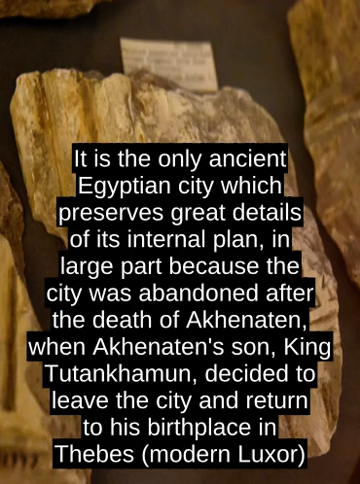 It is the only ancient
Egyptian city which
preserves great details
of its internal plan, in
large part because the
city was abandoned after
the death of Akhenaten,
when Akhenaten's son, King
Tutankhamun, decided to
leave the city and return
to his birthplace in
Thebes (modern Luxor)